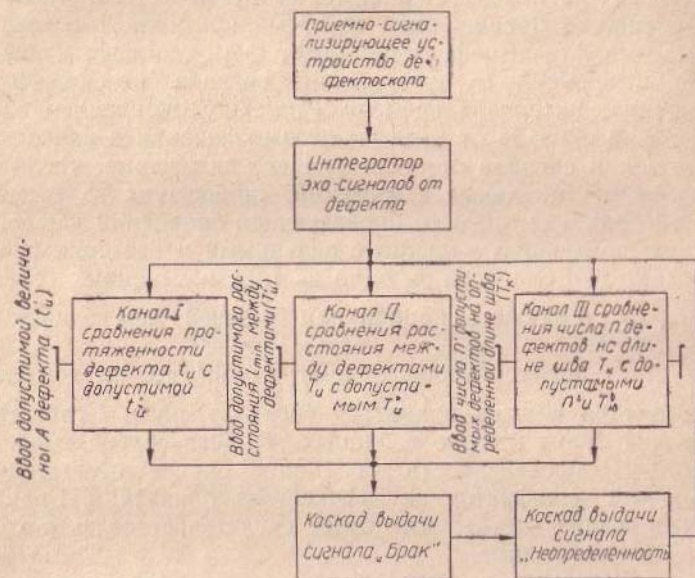 Приемно-сигна-
лизирующее ус-
тройство де-
фектоскопа
Интегратор
эхо-сигналов от
дефекта
Ввод допустимой величи-
ны А дефекта (t°и)
Канал I
сравнения про-
тяженности
дефекта tи с
допустимой
t°и
Ввод допустимого рас-
стояния lmin между
дефектами (T°и)
Канал II
сравнения рас-
стояния меж-
ду дефектами
Tи с допусти-
мым T°и
Ввод числа n° допусти
мых дефектов на оп-
ределенной длине шва
(T°к)
Канал III сравне-
ния числа n де-
фектов на дли-
не шва Tк с до-
пустамыми
n° и
Каскад выдачи
сигнала „Брак"
Каскад выдачи
сигнала
„Неопределенность